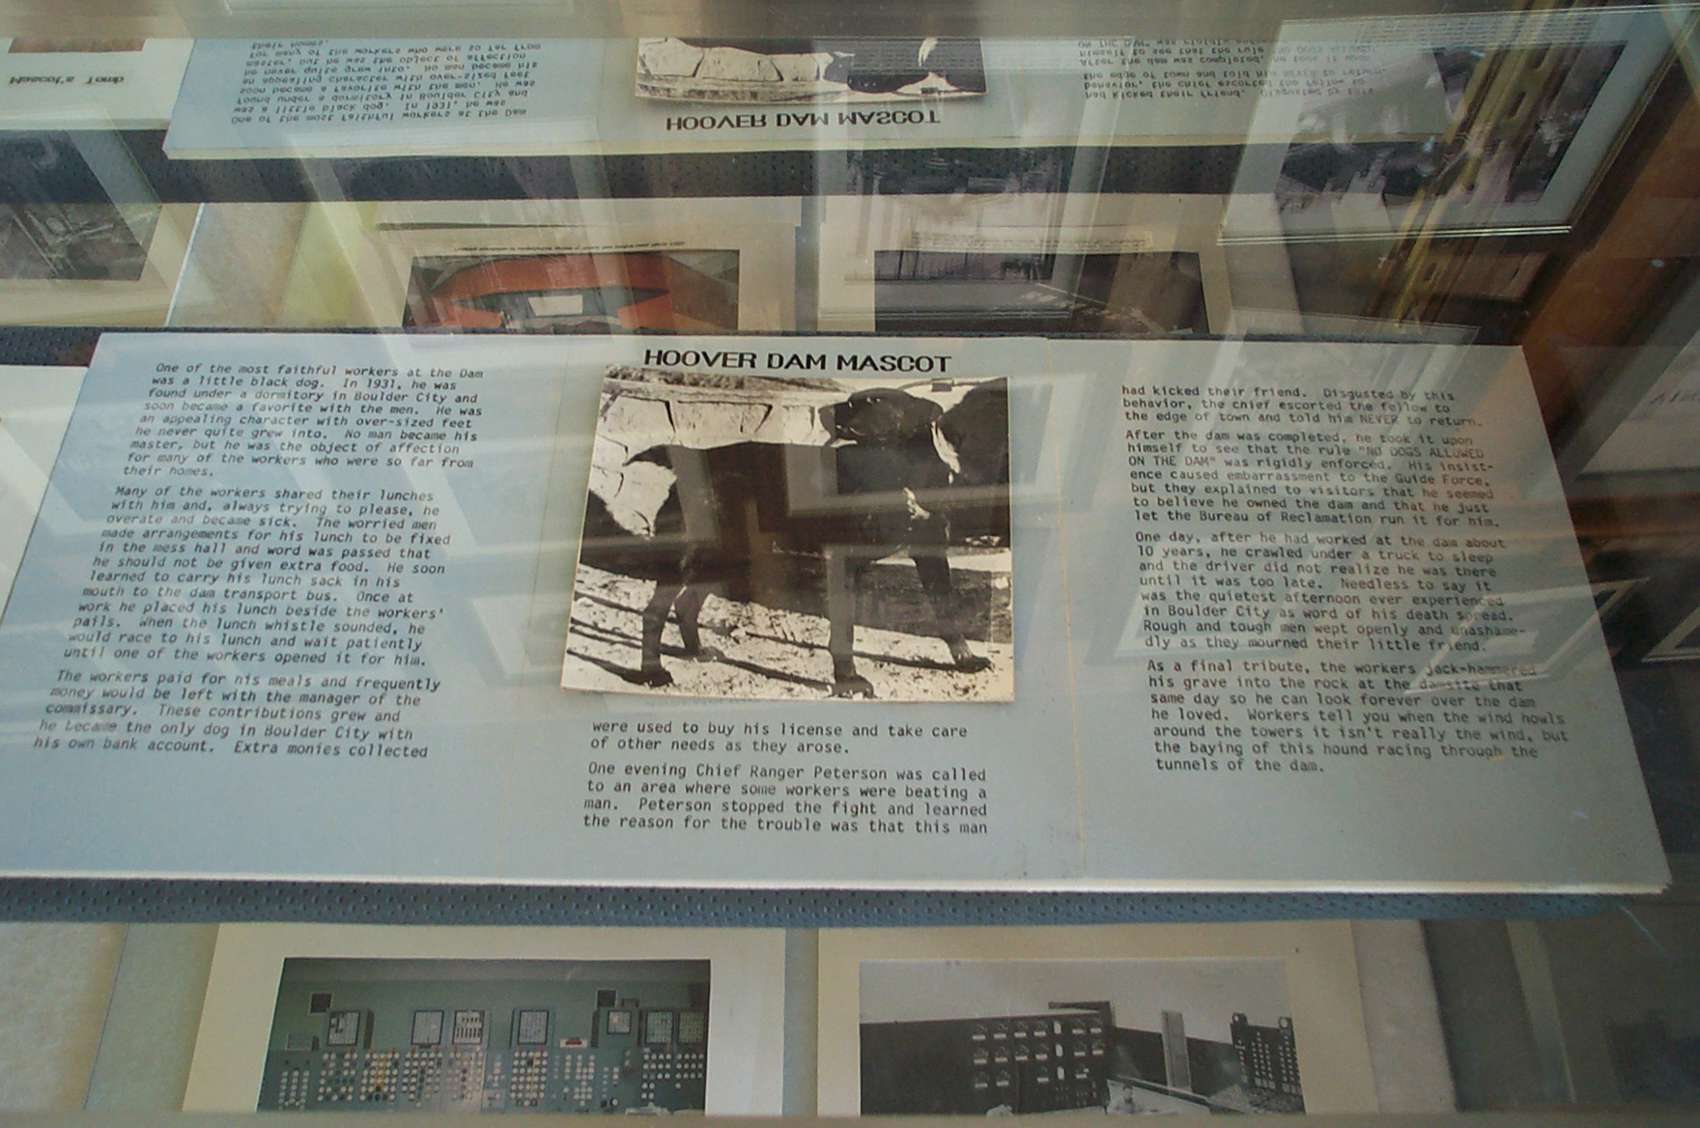 HOOVER DAM MASCOT
One of the most faithful workers at the Dam
was a little black dog. In 1931, he was
found under a dormitory in Boulder City and
soon became a favorite with the men. He was
an appealing character with over-sized feet
he never quite grew into. No man became his
master, but he was the object of affection
for many of the workers who were so far from
their homes.
Many of the workers shared their lunches
with him and, always trying to please, he
overate and became sick. The worried men
made arrangements for his lunch to be fixed
in the mess hall and word was passed that
he should not be given extra food. He soon
learned to carry his lunch sack in his
mouth to the dam transport bus. Once at
work he placed his lunch beside the workers'
pails. When the lunch whistle sounded, he
would race to his lunch and wait patiently
until one of the workers opened it for him.
The workers paid for his meals and frequently
money would be left with the manager of the
commissary. These contributions grew and
he became the only dog in Boulder City with
his own bank account. Extra monies collected
were used to buy his license and take care
of other needs as they arose.
One evening Chief Ranger Peterson was called
to an area where some workers were beating a
man. Peterson stopped the fight and learned
the reason for the trouble was that this man
had kicked their friend. Disgusted by this
behavior, the chief escorted the fellow to
the edge of town and told him NEVER to return.
After the dam was completed, he took it upon
himself to see that the rule "NO DOGS ALLOWED
ON THE DAM" was rigidly enforced. His insist-
ence caused embarrassment to the Guide Force,
but they explained to visitors that he seemed
to believe he owned the dam and that he just
let the Bureau of Reclamation run it for him.
One day, after he had worked at the dam about
10 years, he crawled under a truck to sleep
and the driver did not realize he was there
until it was too late. Needless to say it
was the quietest afternoon ever experienced
in Boulder City as word of his death spread.
Rough and tough men wept openly and unashame-
dly as they mourned their little friend.
As a final tribute, the workers jack-hammered
his grave into the rock at the damsite that
same day so he can look forever over the dam
he loved. Workers tell you when the wind howls
around the towers it isn't really the wind, but
the baying of this hound racing through the
tunnels of the dam.